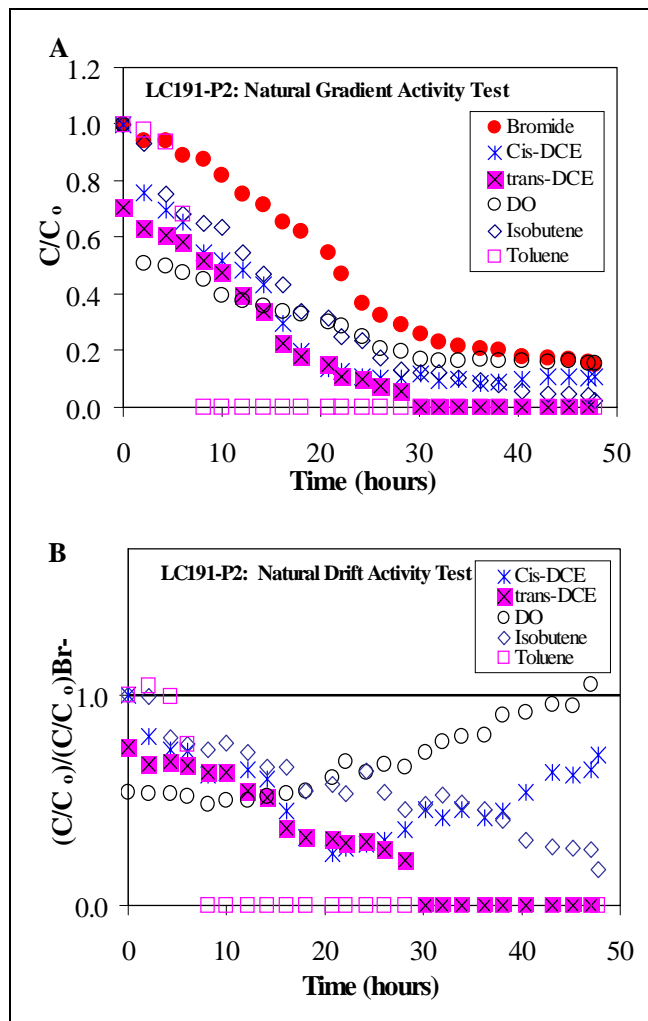 A
LC191-P2: Natural Gradient Activity Test
1.2
1.0
0.8
0.6
0.4
0.2
0.0
C/Co
Bromide
Cis-DCE
trans-DCE
DO
Isobutene
Toluene
0 10 20 30 40 50
Time (hours)
B
LC191-P2: Natural Drift Activity Test
Cis-DCE
trans-DCE
DO
Isobutene
Toluene
1.0
0.0
(C/Co)/(C/Co)Br-
0 10 20 30 40 50
Time (hours)